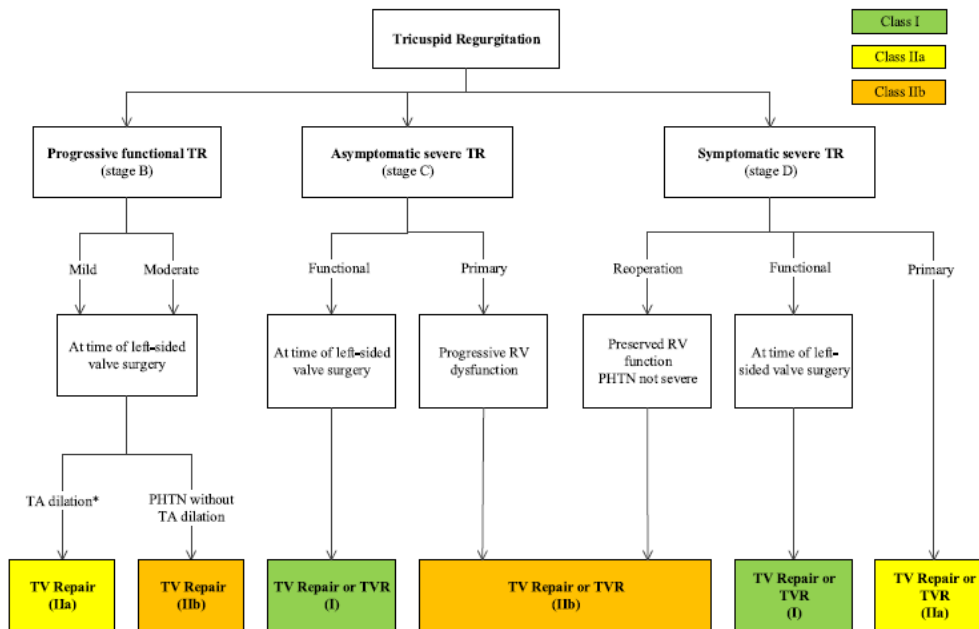 Tricuspid Regurgitation
Class I
Class IIa
Class IIb
Progressive functional TR
(stage B)
Asymptomatic severe TR
(stage C)
Symptomatic severe TR
(stage D)
Mild
Moderate
Functional
Primary
Reoperation
Functional
Primary
At time of left-sided
valve surgery
At time of left-sided
valve surgery
Progressive RV
dysfunction
Preserved RV
function
PHTN not severe
At time of left-
sided valve surgery
TA dilation*
PHTN without
TA dilation
TV Repair
(IIa)
TV Repair
(IIb)
TV Repair or TVR
(I)
TV Repair or TVR
(IIb)
TV Repair or
TVR
(I)
TV Repair or
TVR
(IIa)